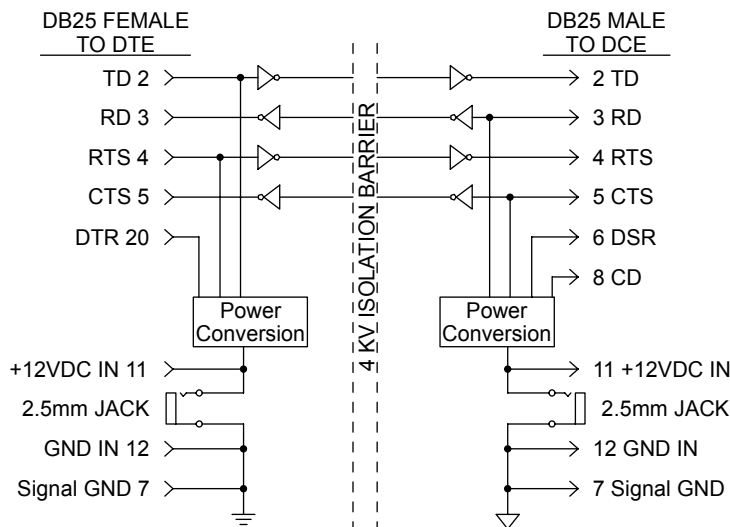 DB25 FEMALE
TO DTE
TD 2
RD 3
RTS 4
CTS 5
DTR 20
Power
Conversion
+12VDC IN 11
2.5mm JACK
GND IN 12
Signal GND 7
4 KV ISOLATION BARRIER
DB25 MALE
TO DCE
2 TD
3 RD
4 RTS
5 CTS
6 DSR
8 CD
Power
Conversion
11 +12VDC IN
2.5mm JACK
12 GND IN
7 Signal GND